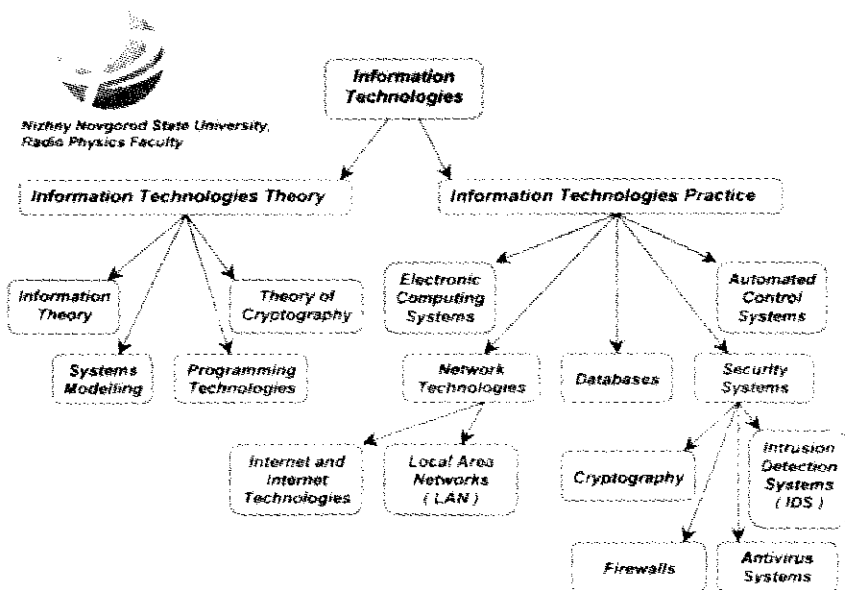 Information
Technologies
Nizhny Novgorod State University,
Radio Physics Faculty
Information Technologies Theory
Information Technologies Practice
Information
Theory
Theory of
Cryptography
Electronic
Computing
Systems
Automated
Control
Systems
Systems
Modelling
Programming
Technologies
Network
Technologies
Databases
Security
Systems
Internet and
Internet
Technologies
Local Area
Networks
( LAN )
Cryptography
Intrusion
Detection
Systems
( IDS )
Firewalls
Antivirus
Systems